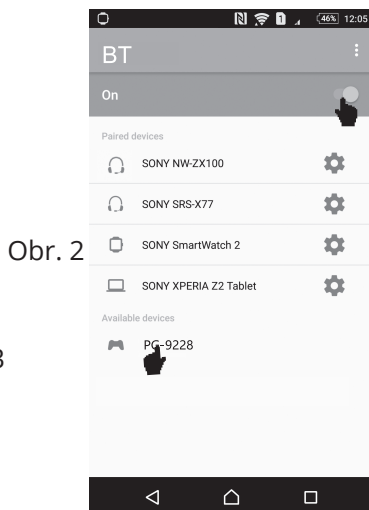 1 46% 12:05
BT
On
Paired devices
SONY NW-ZX100
SONY SRS-X77
Obr. 2
SONY SmartWatch 2
SONY XPERIA Z2 Tablet
Available devices
PG-9228